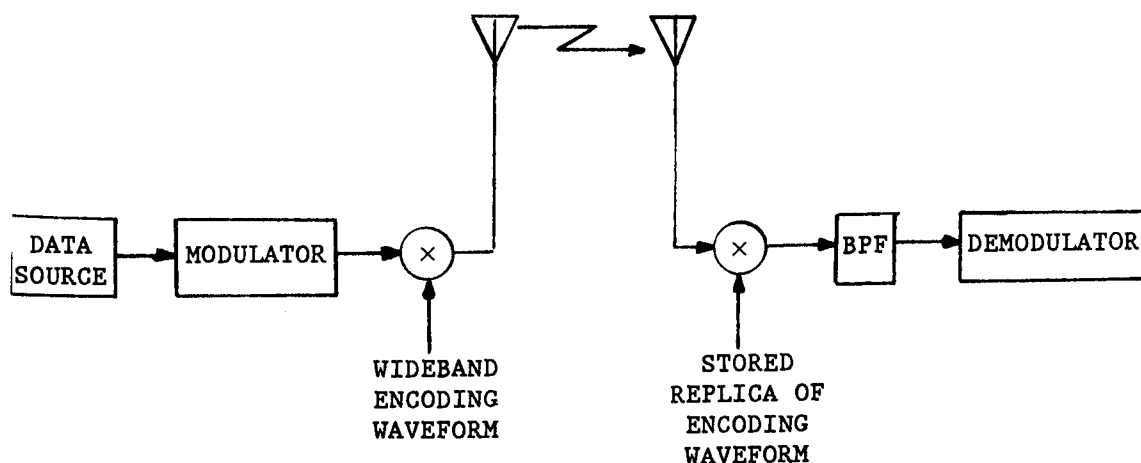 DATA
SOURCE
MODULATOR
×
WIDEBAND
ENCODING
WAVEFORM
×
STORED
REPLICA OF
ENCODING
WAVEFORM
BPF
DEMODULATOR